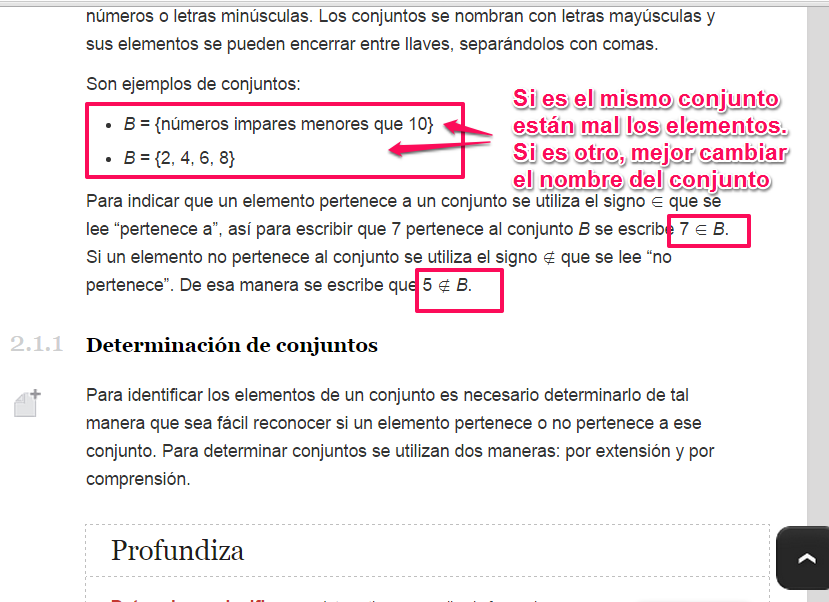 números o letras minúsculas. Los conjuntos se nombran con letras mayúsculas y
sus elementos se pueden encerrar entre llaves, separándolos con comas.
Son ejemplos de conjuntos:
• B = {números impares menores que 10}
• B = {2, 4, 6, 8}
Si es el mismo conjunto
están mal los elementos.
Si es otro, mejor cambiar
el nombre del conjunto
Para indicar que un elemento pertenece a un conjunto se utiliza el signo ∈ que se
lee “pertenece a”, así para escribir que 7 pertenece al conjunto B se escribe 7 ∈ B.
Si un elemento no pertenece al conjunto se utiliza el signo ∉ que se lee “no
pertenece”. De esa manera se escribe que 5 ∉ B.
2.1.1 Determinación de conjuntos
Para identificar los elementos de un conjunto es necesario determinarlo de tal
manera que sea fácil reconocer si un elemento pertenece o no pertenece a ese
conjunto. Para determinar conjuntos se utilizan dos maneras: por extensión y por
comprensión.
Profundiza